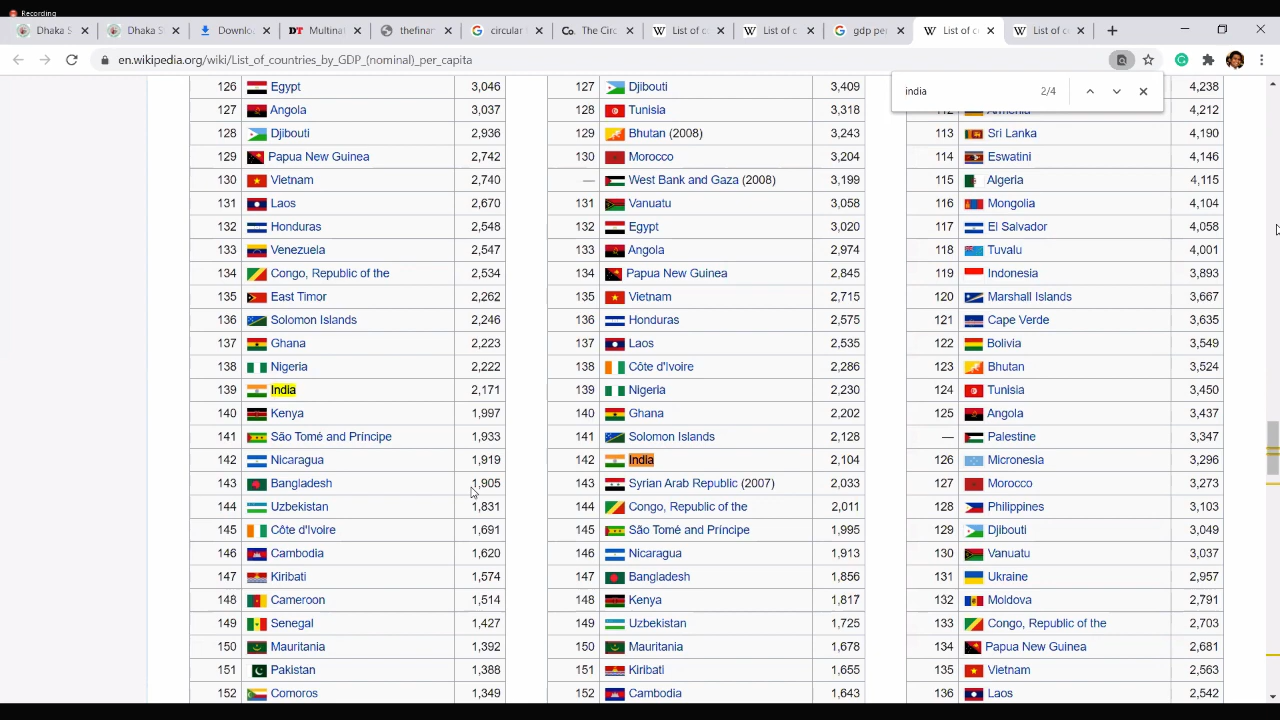 Recording
Dhaka S
Dhaka S
Downlo
DT Multinat
thefinar
circular
Co. The Circ
W List of co
W List of c
gdp per
W List of c
W List of c
en.wikipedia.org/wiki/List_of_countries_by_GDP_(nominal)_per_capita
india 2/4
126 Egypt 3,046
127 Djibouti 3,409
4,238
127 Angola 3,037
128 Tunisia 3,318
112 Armenia 4,212
128 Djibouti 2,936
129 Bhutan (2008) 3,243
113 Sri Lanka 4,190
129 Papua New Guinea 2,742
130 Morocco 3,204
114 Eswatini 4,146
130 Vietnam 2,740
— West Bank and Gaza (2008) 3,199
115 Algeria 4,115
131 Laos 2,670
131 Vanuatu 3,058
116 Mongolia 4,104
132 Honduras 2,548
132 Egypt 3,020
117 El Salvador 4,058
133 Venezuela 2,547
133 Angola 2,974
118 Tuvalu 4,001
134 Congo, Republic of the 2,534
134 Papua New Guinea 2,845
119 Indonesia 3,893
135 East Timor 2,262
135 Vietnam 2,715
120 Marshall Islands 3,667
136 Solomon Islands 2,246
136 Honduras 2,575
121 Cape Verde 3,635
137 Ghana 2,223
137 Laos 2,535
122 Bolivia 3,549
138 Nigeria 2,222
138 Côte d'Ivoire 2,286
123 Bhutan 3,524
139 India 2,171
139 Nigeria 2,230
124 Tunisia 3,450
140 Kenya 1,997
140 Ghana 2,202
125 Angola 3,437
141 São Tomé and Príncipe 1,933
141 Solomon Islands 2,128
— Palestine 3,347
142 Nicaragua 1,919
142 India 2,104
126 Micronesia 3,296
143 Bangladesh 1,905
143 Syrian Arab Republic (2007) 2,033
127 Morocco 3,273
144 Uzbekistan 1,831
144 Congo, Republic of the 2,011
128 Philippines 3,103
145 Côte d'Ivoire 1,691
145 São Tomé and Príncipe 1,995
129 Djibouti 3,049
146 Cambodia 1,620
146 Nicaragua 1,913
130 Vanuatu 3,037
147 Kiribati 1,574
147 Bangladesh 1,856
131 Ukraine 2,957
148 Cameroon 1,514
148 Kenya 1,817
132 Moldova 2,791
149 Senegal 1,427
149 Uzbekistan 1,725
133 Congo, Republic of the 2,703
150 Mauritania 1,392
150 Mauritania 1,678
134 Papua New Guinea 2,681
151 Pakistan 1,388
151 Kiribati 1,655
135 Vietnam 2,563
152 Comoros 1,349
152 Cambodia 1,643
136 Laos 2,542